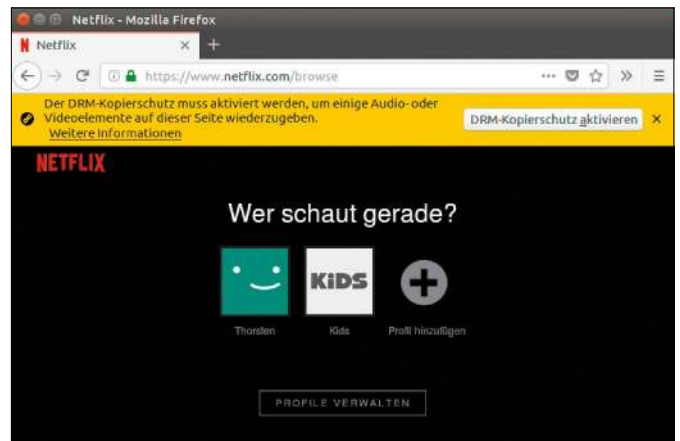 Netflix - Mozilla Firefox
Netflix
https://www.netflix.com/browse
Der DRM-Kopierschutz muss aktiviert werden, um einige Audio- oder
Videoelemente auf dieser Seite wiederzugeben.
Weitere Informationen
DRM-Kopierschutz aktivieren
NETFLIX
Wer schaut gerade?
KiDS
Thorsten Kids Profil hinzufügen
PROFILE VERWALTEN